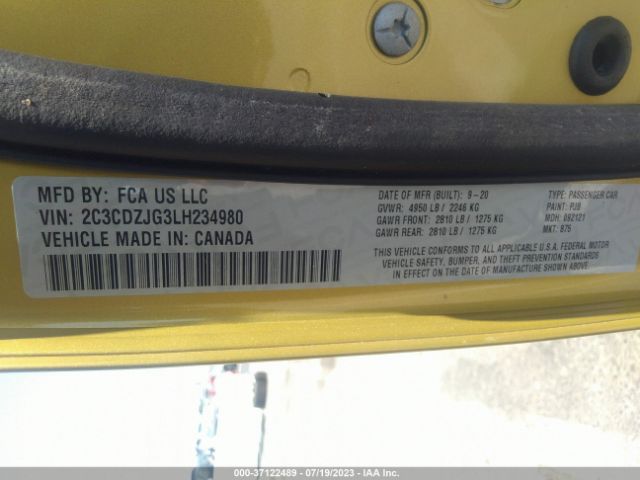 MFD BY: FCA US LLC
VIN: 2C3CDZJG3LH234980
VEHICLE MADE IN: CANADA
DATE OF MFR (BUILT): 9-20
GVWR: 4950 LB / 2246 KG
GAWR FRONT: 2810 LB / 1275 KG
GAWR REAR: 2810 LB / 1275 KG
TYPE: PASSENGER CAR
PAINT: PJB
MDH: 092121
MKT: 875
THIS VEHICLE CONFORMS TO ALL APPLICABLE U.S.A. FEDERAL MOTOR
VEHICLE SAFETY, BUMPER, AND THEFT PREVENTION STANDARDS
IN EFFECT ON THE DATE OF MANUFACTURE SHOWN ABOVE.
000-37122489 - 07/19/2023 - IAA Inc.